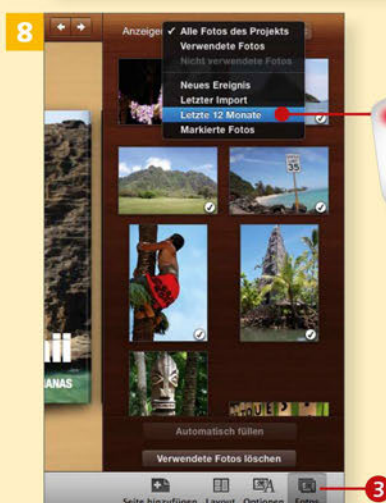 8
Anzeigen
✓ Alle Fotos des Projekts
Verwendete Fotos
Nicht verwendete Fotos
Neues Ereignis
Letzter Import
Letzte 12 Monate
Markierte Fotos
35
ANAS
Automatisch füllen
Verwendete Fotos löschen
Seite hinzufügen Layout Optionen Fotos
3